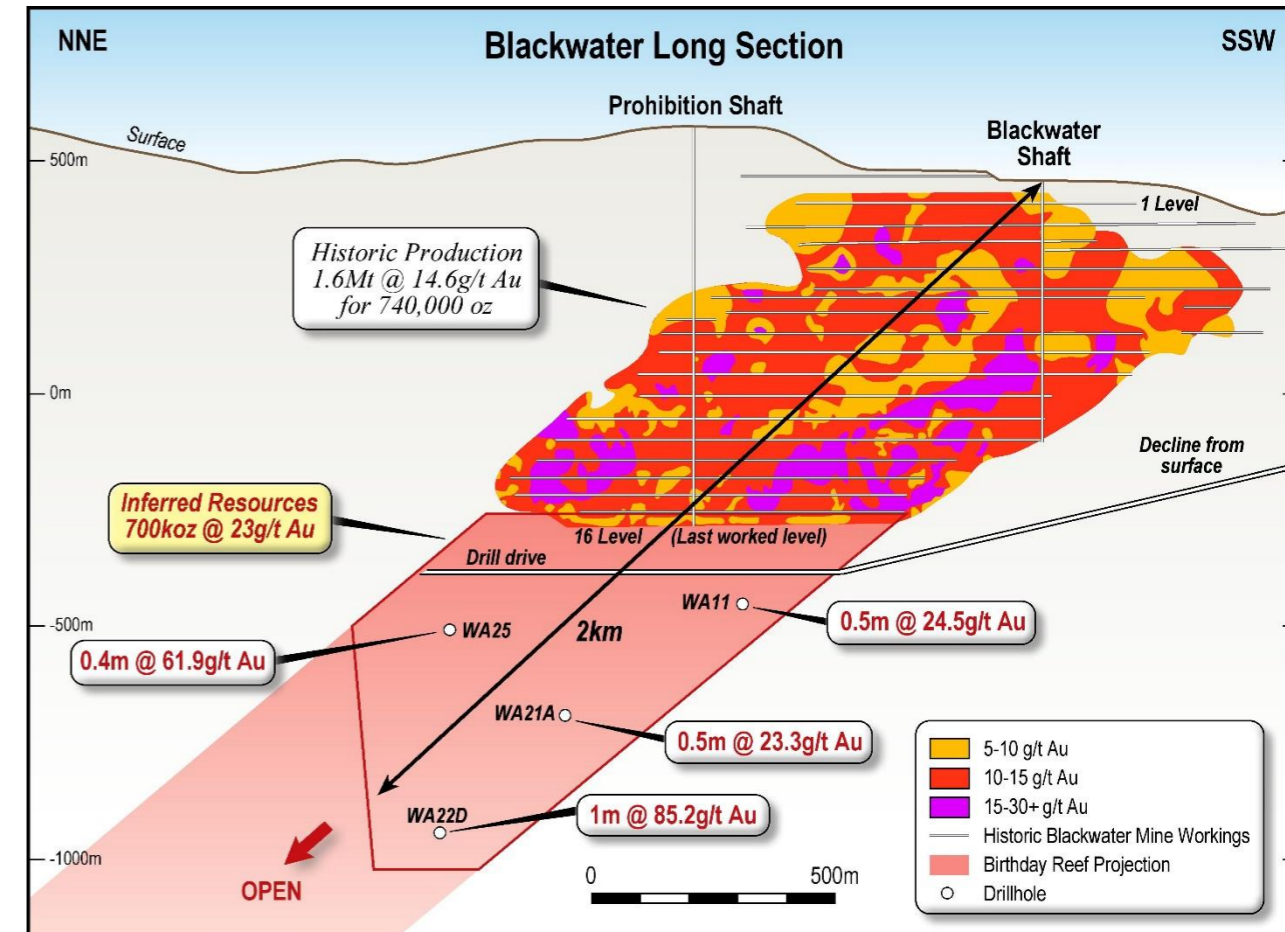 NNE
Blackwater Long Section
SSW
Prohibition Shaft
Blackwater
Shaft
Surface
500m
1 Level
Historic Production
1.6Mt @ 14.6g/t Au
for 740,000 oz
0m
Decline from
surface
Inferred Resources
700koz @ 23g/t Au
16 Level (Last worked level)
Drill drive
WA11
0.5m @ 24.5g/t Au
-500m
WA25
2km
0.4m @ 61.9g/t Au
WA21A
0.5m @ 23.3g/t Au
WA22D
1m @ 85.2g/t Au
-1000m
OPEN
0
500m
5-10 g/t Au
10-15 g/t Au
15-30+ g/t Au
Historic Blackwater Mine Workings
Birthday Reef Projection
Drillhole